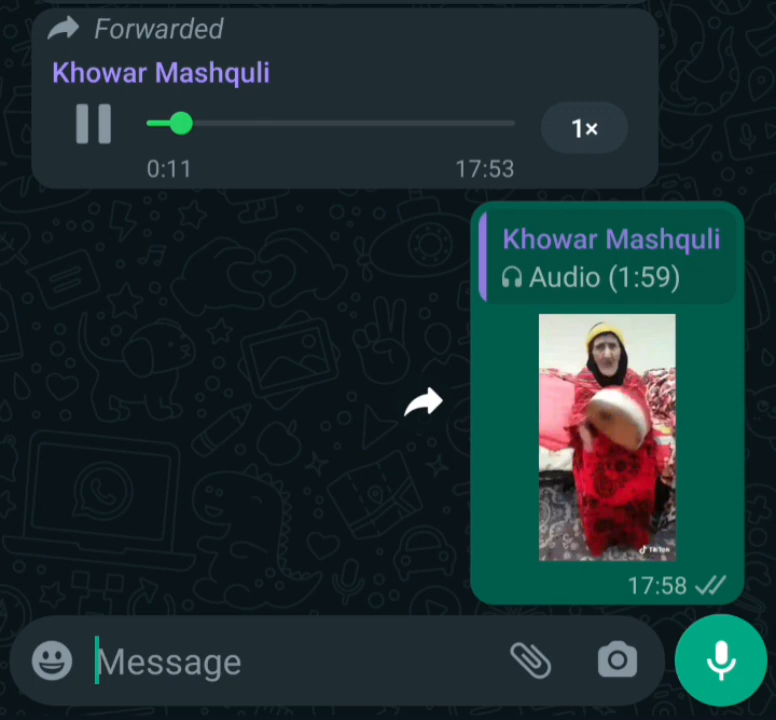 Forwarded
Khowar Mashquli
1×
0:11 17:53
Khowar Mashquli
Audio (1:59)
TikTok
17:58
Message